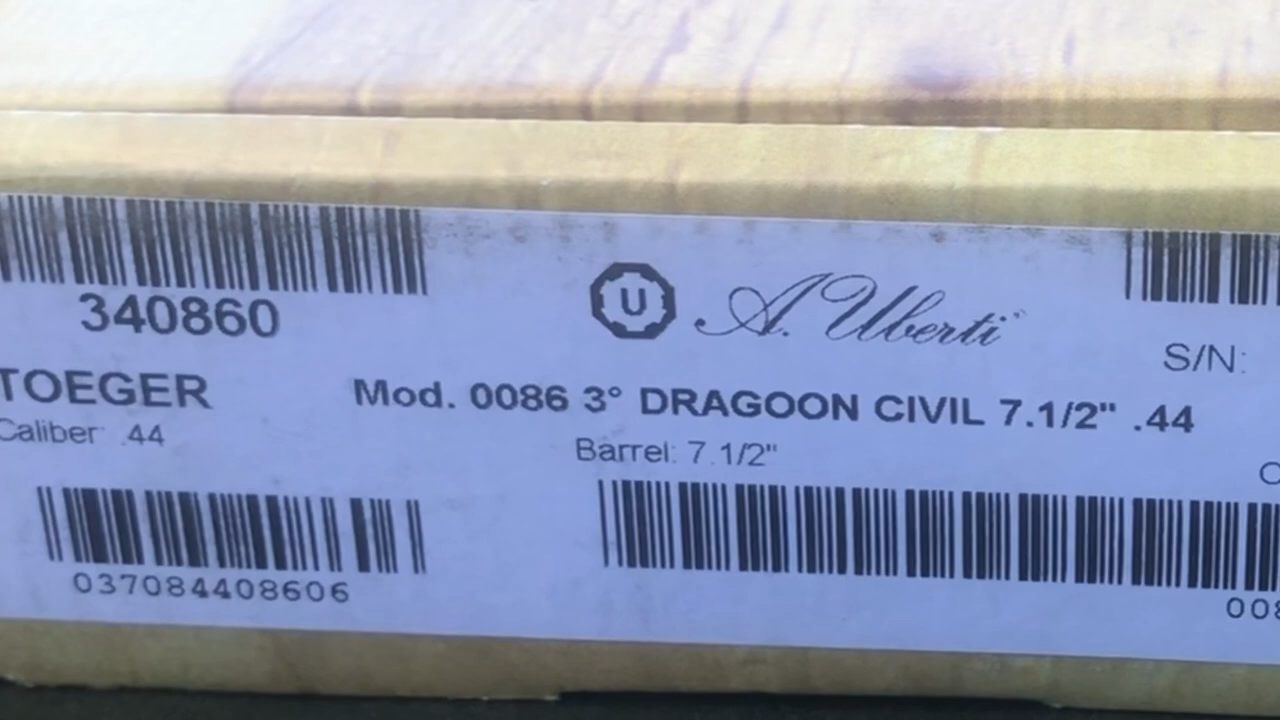 340860
U
A. Uberti
S/N:
TOEGER
Mod. 0086 3° DRAGOON CIVIL 7.1/2" .44
Caliber .44
Barrel: 7.1/2"
037084408606
008